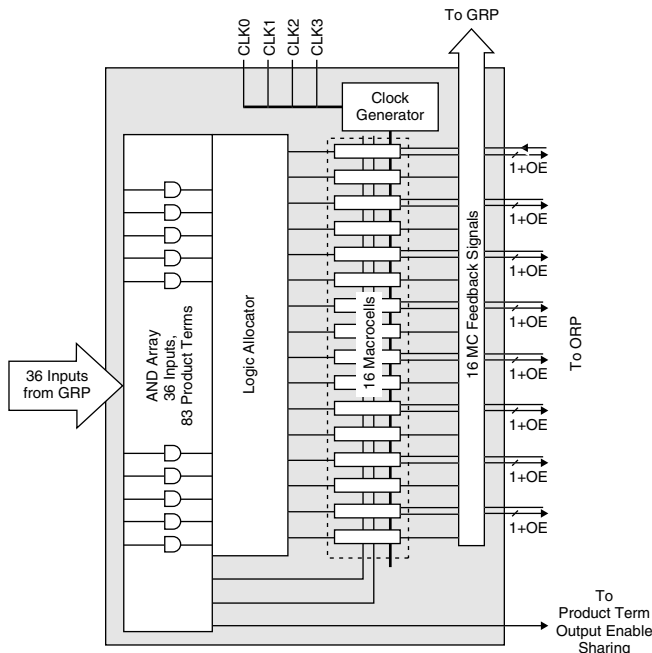 To GRP
CLK0
CLK1
CLK2
CLK3
Clock
Generator
36 Inputs
from GRP
AND Array
36 Inputs,
83 Product Terms
Logic Allocator
16 Macrocells
16 MC Feedback Signals
1+OE
1+OE
1+OE
1+OE
1+OE
1+OE
1+OE
1+OE
To ORP
To
Product Term
Output Enable
Sharing